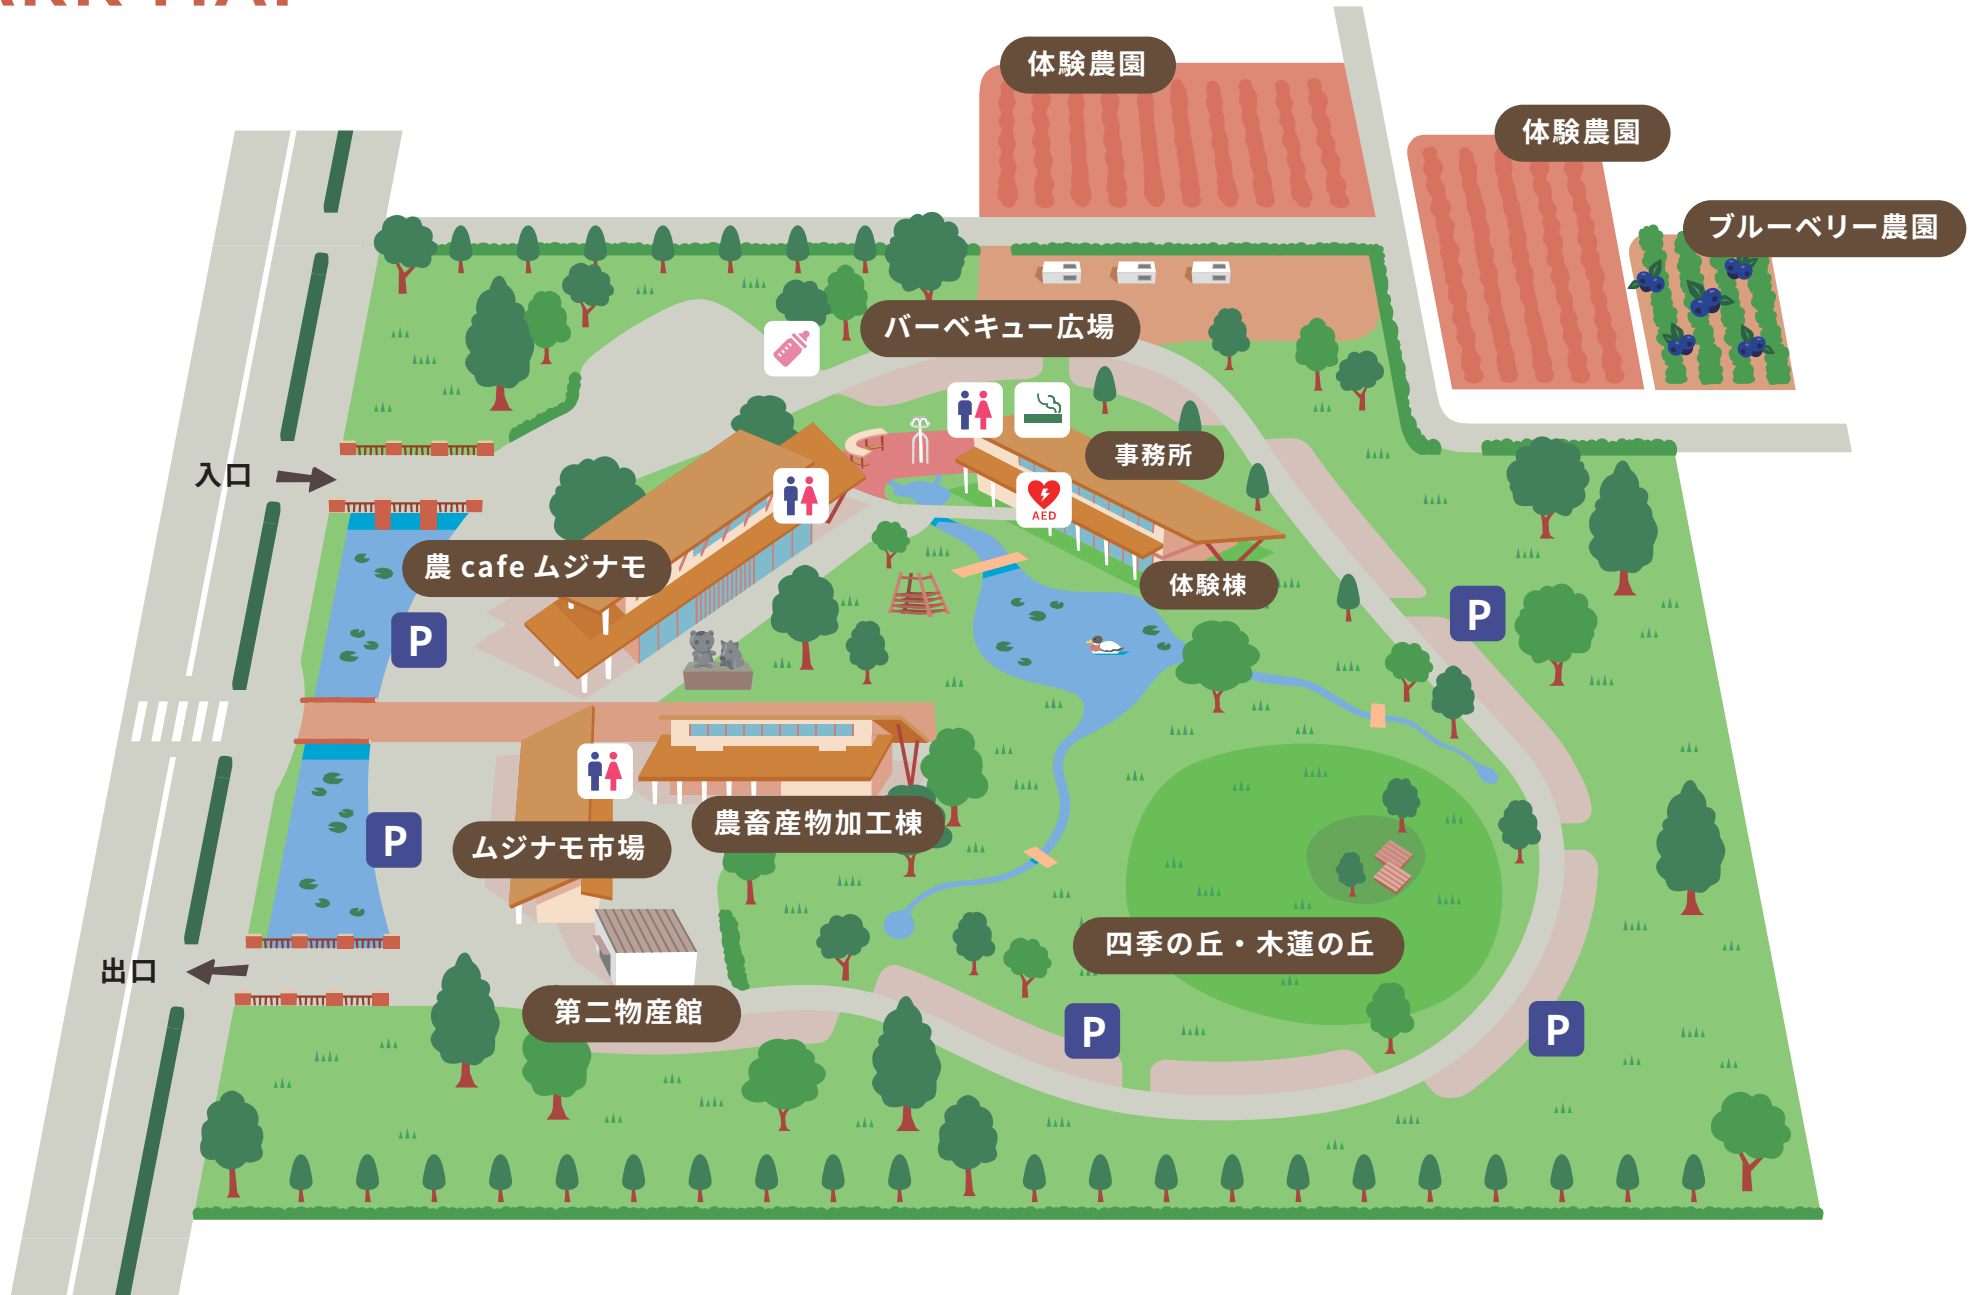 体験農園
体験農園
ブルーベリー農園
バーベキュー広場
事務所
入口
AED
農 cafe ムジナモ
体験棟
P
P
農畜産物加工棟
P
ムジナモ市場
四季の丘・木蓮の丘
出口
第二物産館
P
P